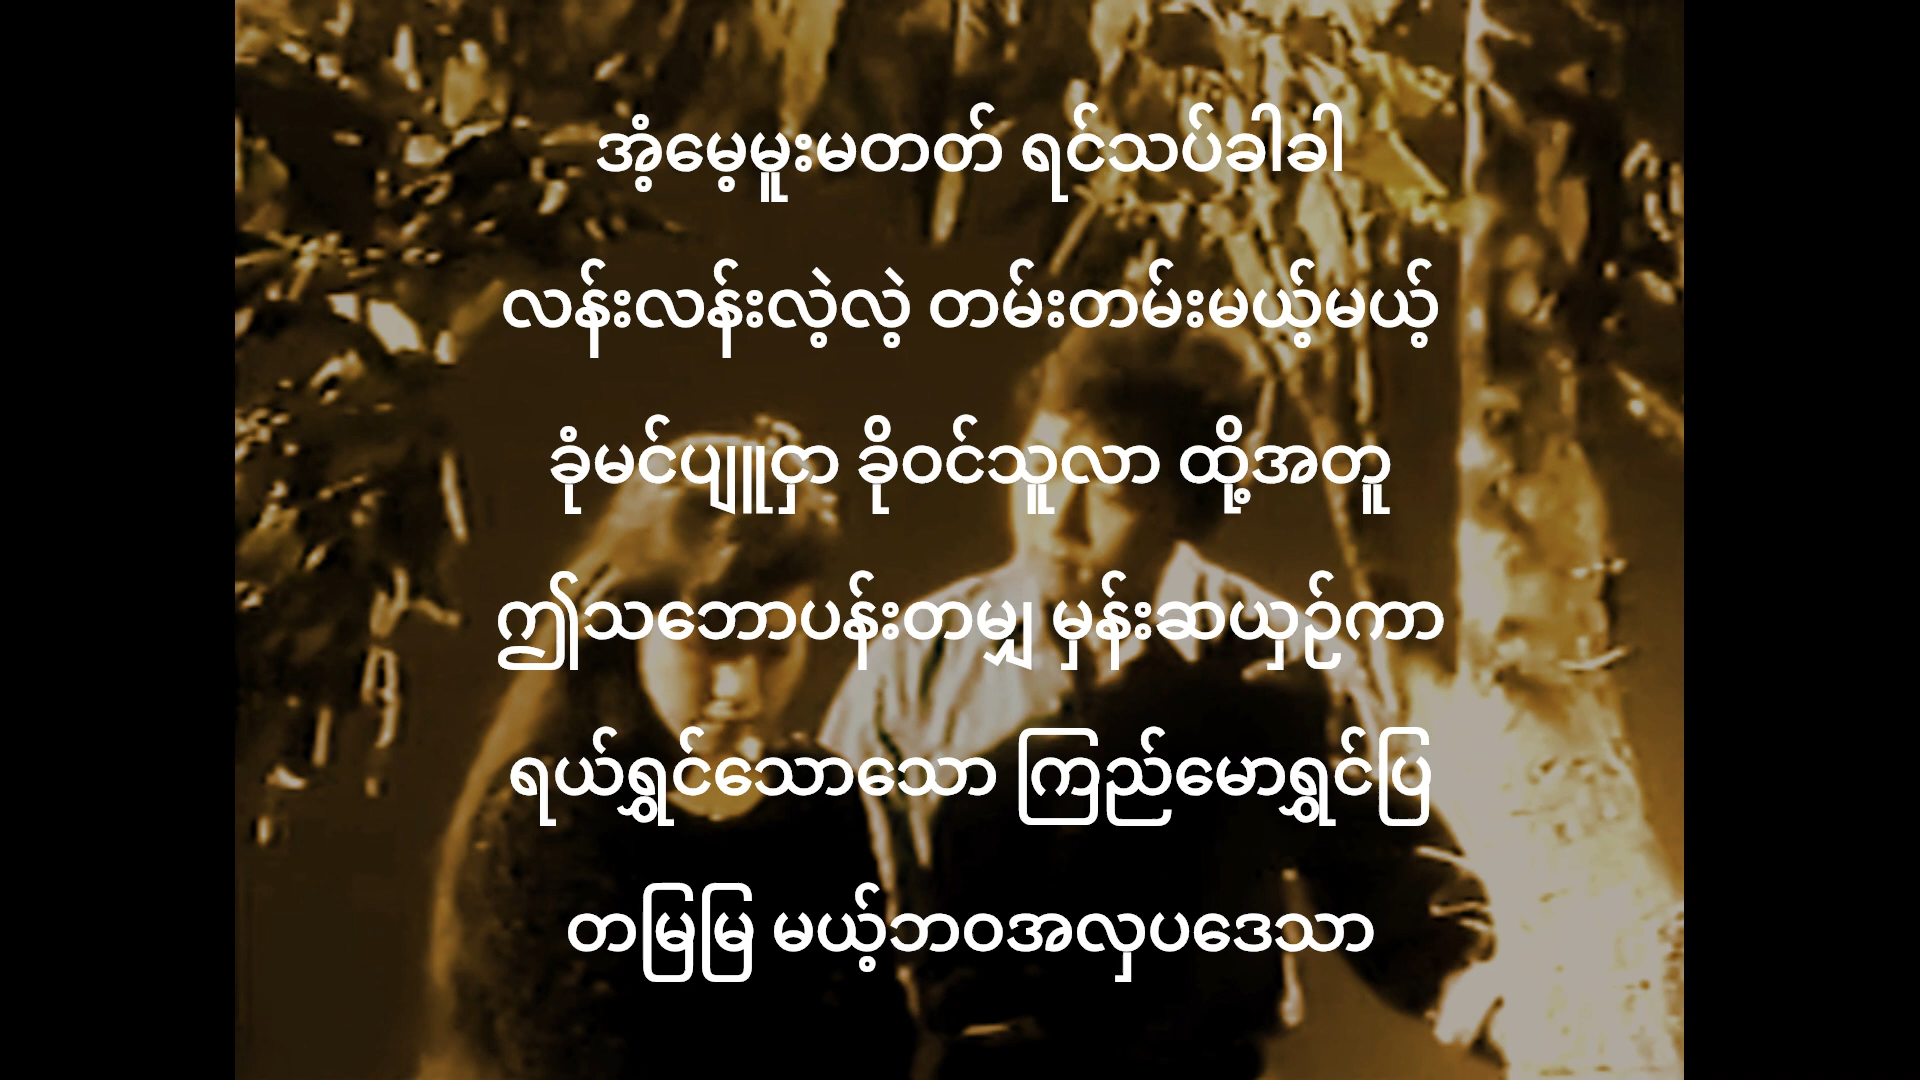 အံ့မေ့မူးမတတ် ရင်သပ်ခါခါ
လန်းလန်းလဲ့လဲ့ တမ်းတမ်းမယ့်မယ့်
ခုံမင်ပျူငှာ ခိုဝင်သူလာ ထို့အတူ
ဤသဘောပန်းတမျှ မှန်းဆယှဉ်ကာ
ရယ်ရွှင်သောသော ကြည်မောရွှင်ပြ
တမြမြ မယ့်ဘဝအလှပဒေသာ